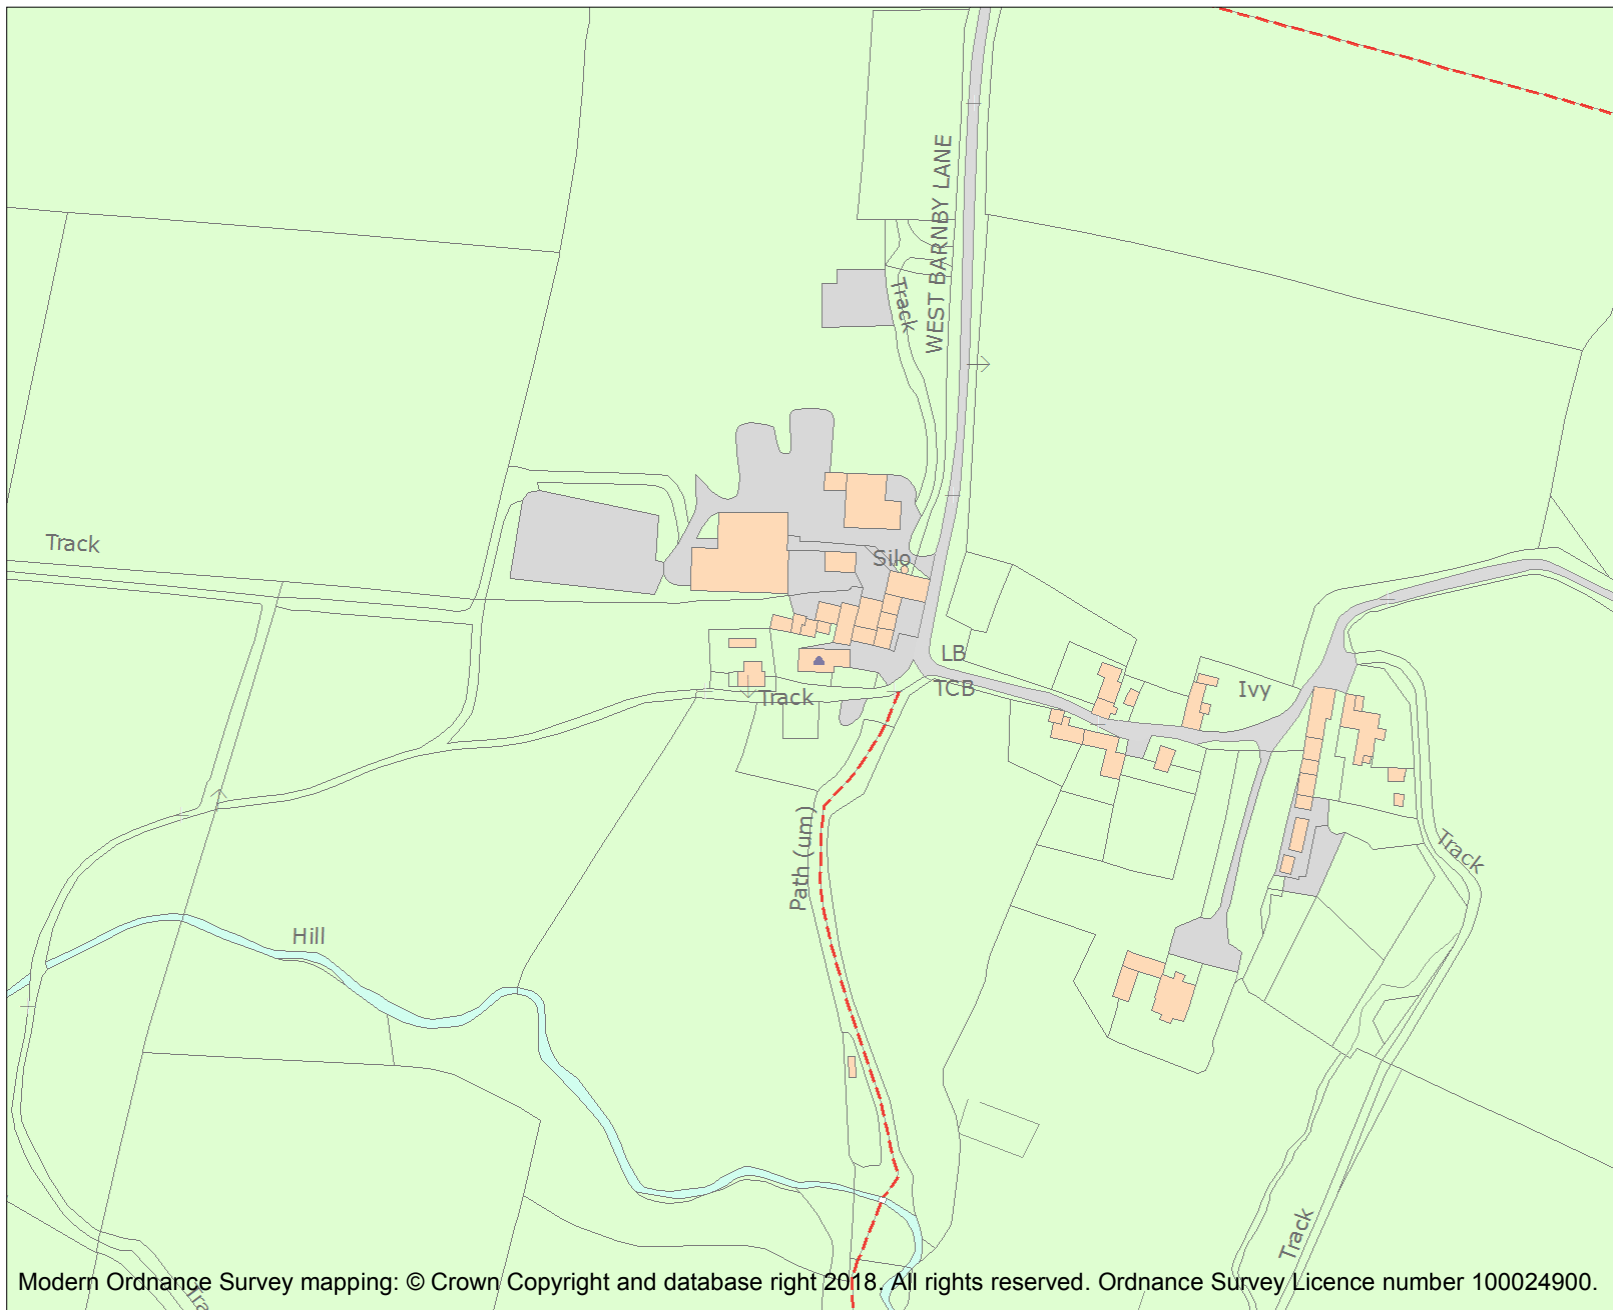 WEST BARNBY LANE
Track
Track
Silo
LB
TCB
Ivy
Track
Path (um)
Track
Hill
Track
Modern Ordnance Survey mapping: © Crown Copyright and database right 2018. All rights reserved. Ordnance Survey Licence number 100024900.